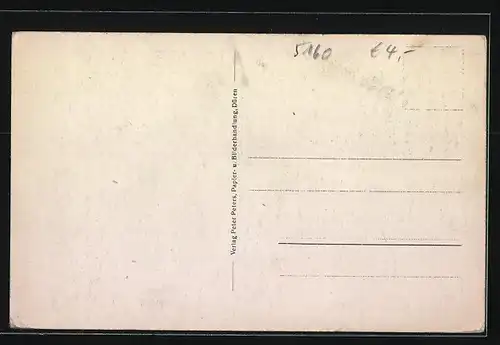 5160 €4,-
Verlag Peter Peters, Papier- u. Bilderhandlung, Düren